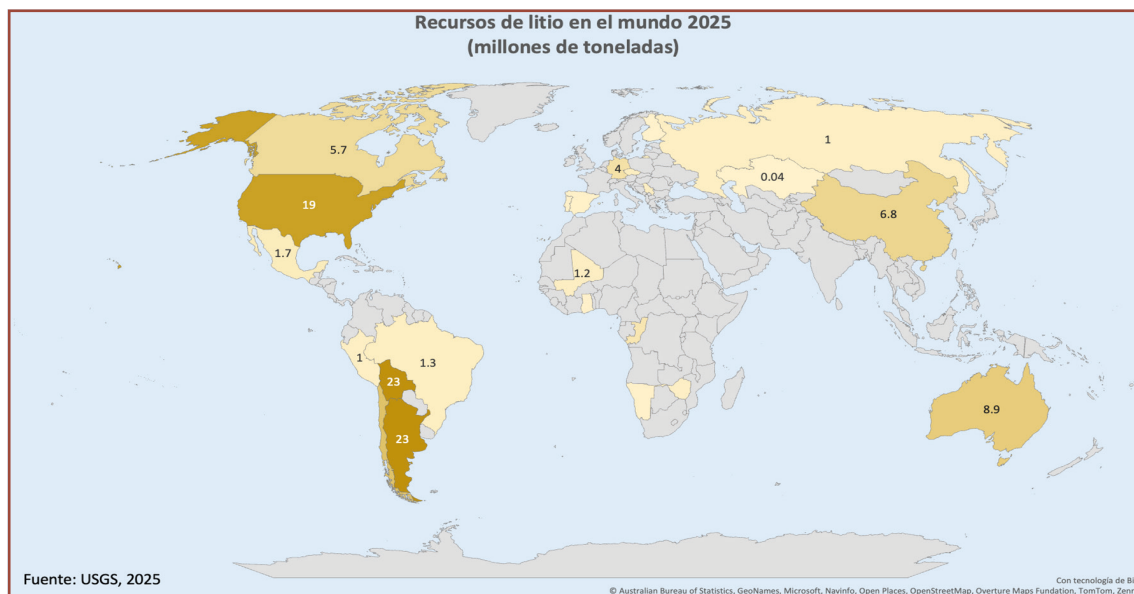 Recursos de litio en el mundo 2025
(millones de toneladas)
5.7
1
4
0.04
19
6.8
1.7
1.2
1
1.3
23
8.9
23
Fuente: USGS, 2025
Con tecnología de Bi
© Australian Bureau of Statistics, GeoNames, Microsoft, Navinfo, Open Places, OpenStreetMap, Overture Maps Fundation, TomTom, Zenr